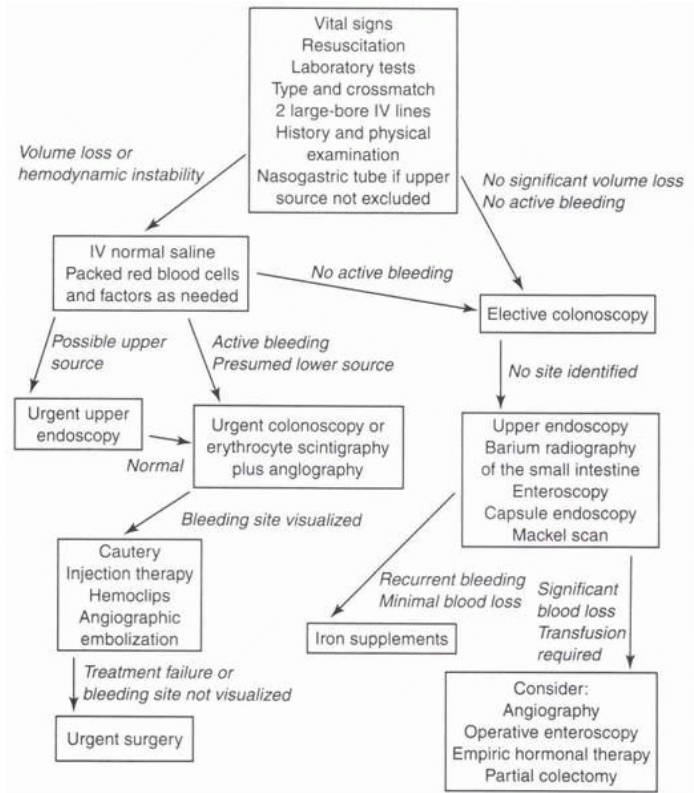 Vital signs
Resuscitation
Laboratory tests
Type and crossmatch
2 large-bore IV lines
History and physical
examination
Nasogastric tube if upper
source not excluded
Volume loss or
hemodynamic instability
No significant volume loss
No active bleeding
IV normal saline
Packed red blood cells
and factors as needed
No active bleeding
Elective colonoscopy
Possible upper
source
Active bleeding
Presumed lower source
No site identified
Urgent upper
endoscopy
Normal
Urgent colonoscopy or
erythrocyte scintigraphy
plus anglography
Upper endoscopy
Barium radiography
of the small intestine
Enteroscopy
Capsule endoscopy
Mackel scan
Bleeding site visualized
Cautery
Injection therapy
Hemoclips
Angiographic
embolization
Recurrent bleeding
Minimal blood loss
Significant
blood loss
Transfusion
required
Iron supplements
Treatment failure or
bleeding site not visualized
Urgent surgery
Consider:
Angiography
Operative enteroscopy
Empiric hormonal therapy
Partial colectomy